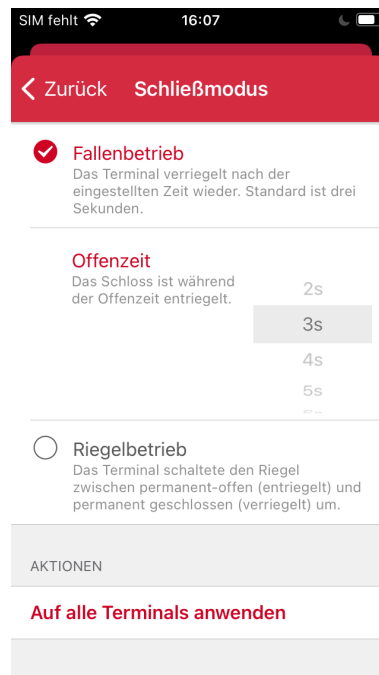 SIM fehlt 16:07
Zurück Schließmodus
Fallenbetrieb
Das Terminal verriegelt nach der
eingestellten Zeit wieder. Standard ist drei
Sekunden.
Offenzeit
Das Schloss ist während
der Offenzeit entriegelt.
2s
3s
4s
5s
Riegelbetrieb
Das Terminal schaltete den Riegel
zwischen permanent-offen (entriegelt) und
permanent geschlossen (verriegelt) um.
AKTIONEN
Auf alle Terminals anwenden